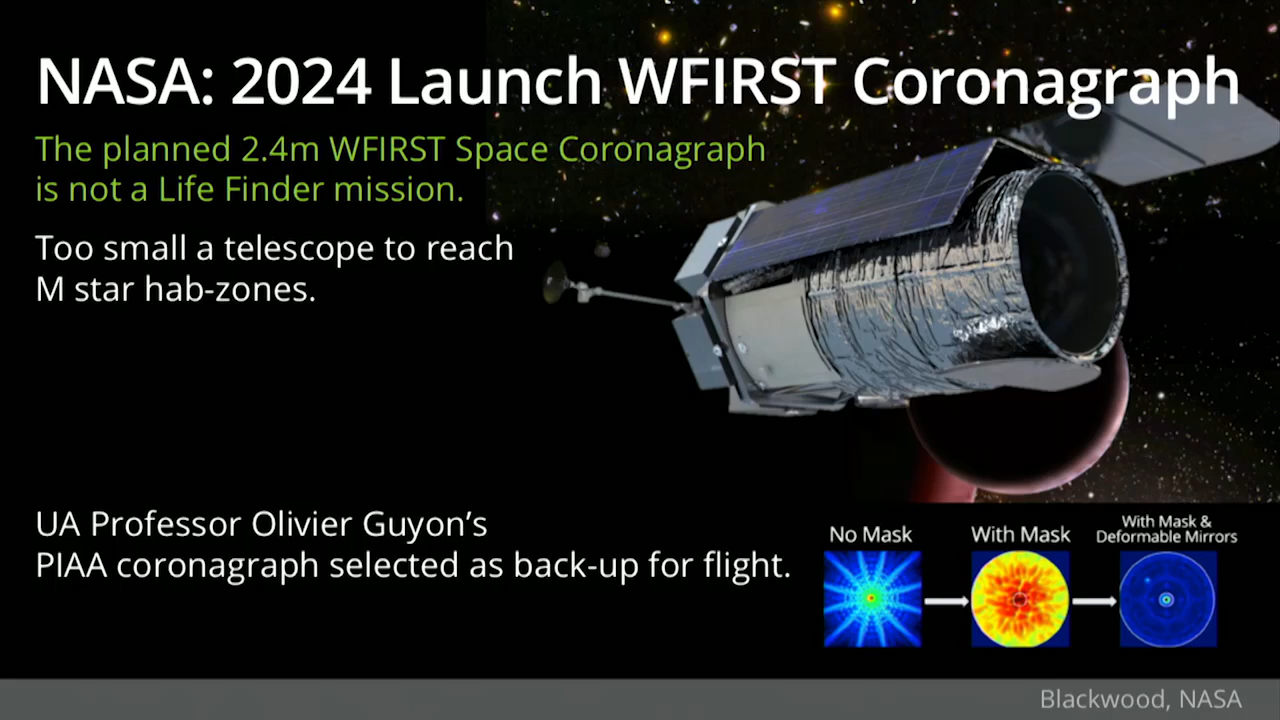 NASA: 2024 Launch WFIRST Coronagraph
The planned 2.4m WFIRST Space Coronagraph
is not a Life Finder mission.
Too small a telescope to reach
M star hab-zones.
UA Professor Olivier Guyon’s
PIAA coronagraph selected as back-up for flight.
No Mask
With Mask
With Mask &
Deformable Mirrors
Blackwood, NASA